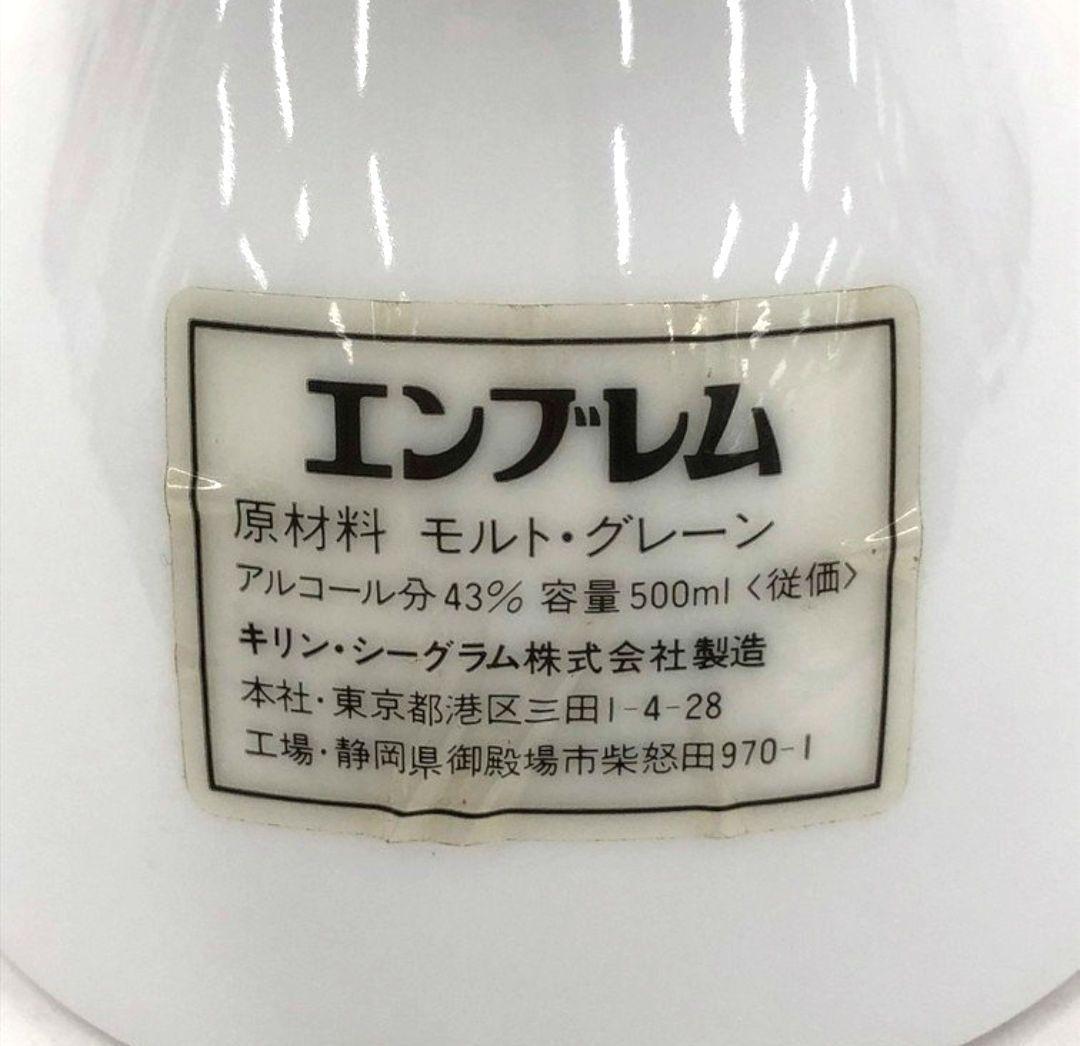 エンブレム
原材料 モルト・グレーン
アルコール分43% 容量500ml〈従価〉
キリン・シーグラム株式会社製造
本社・東京都港区三田1-4-28
工場・静岡県御殿場市柴怒田970-1